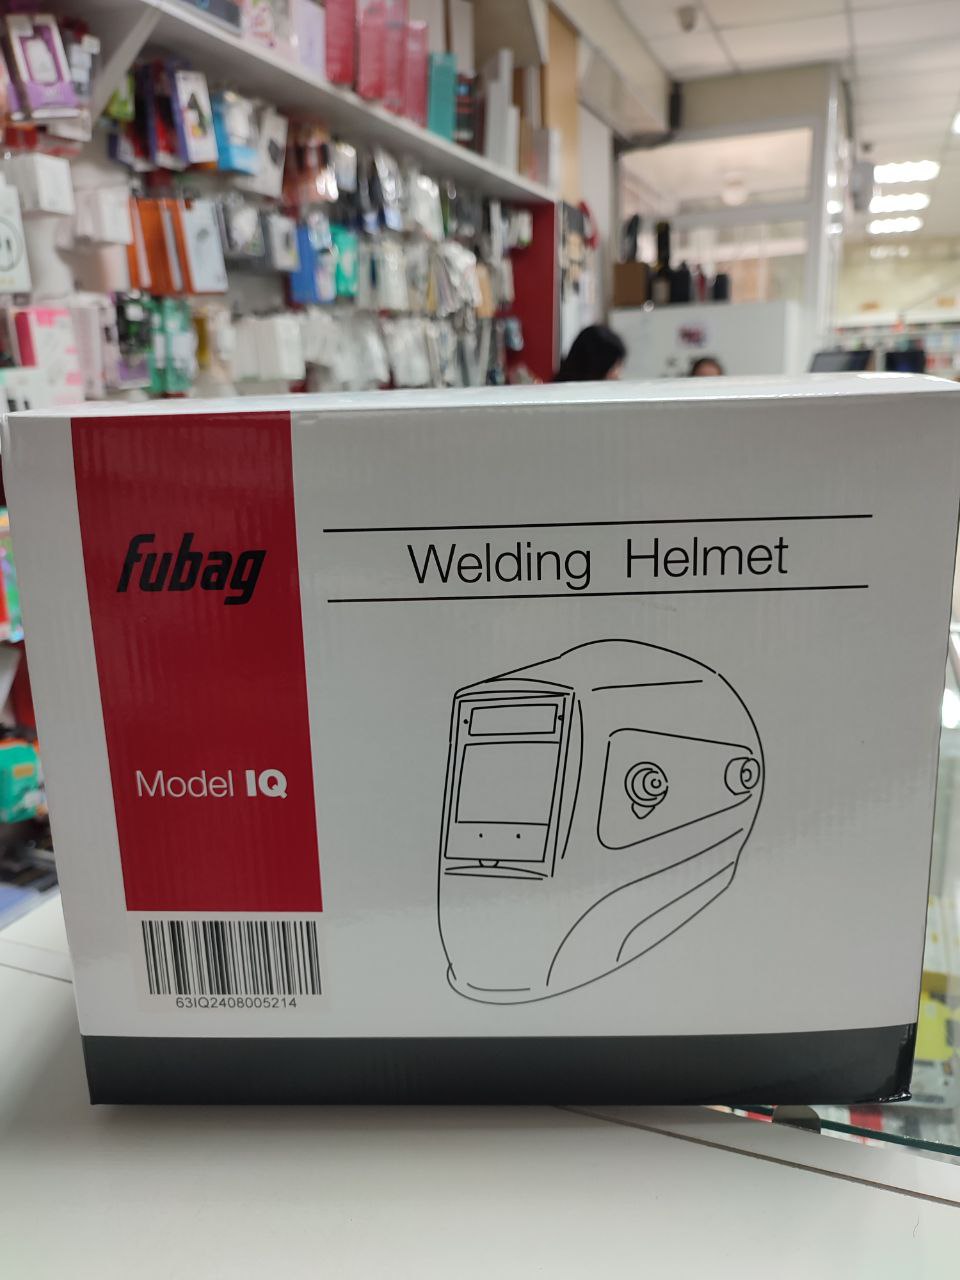 fubag
Welding Helmet
Model IQ
63IQ2408005214